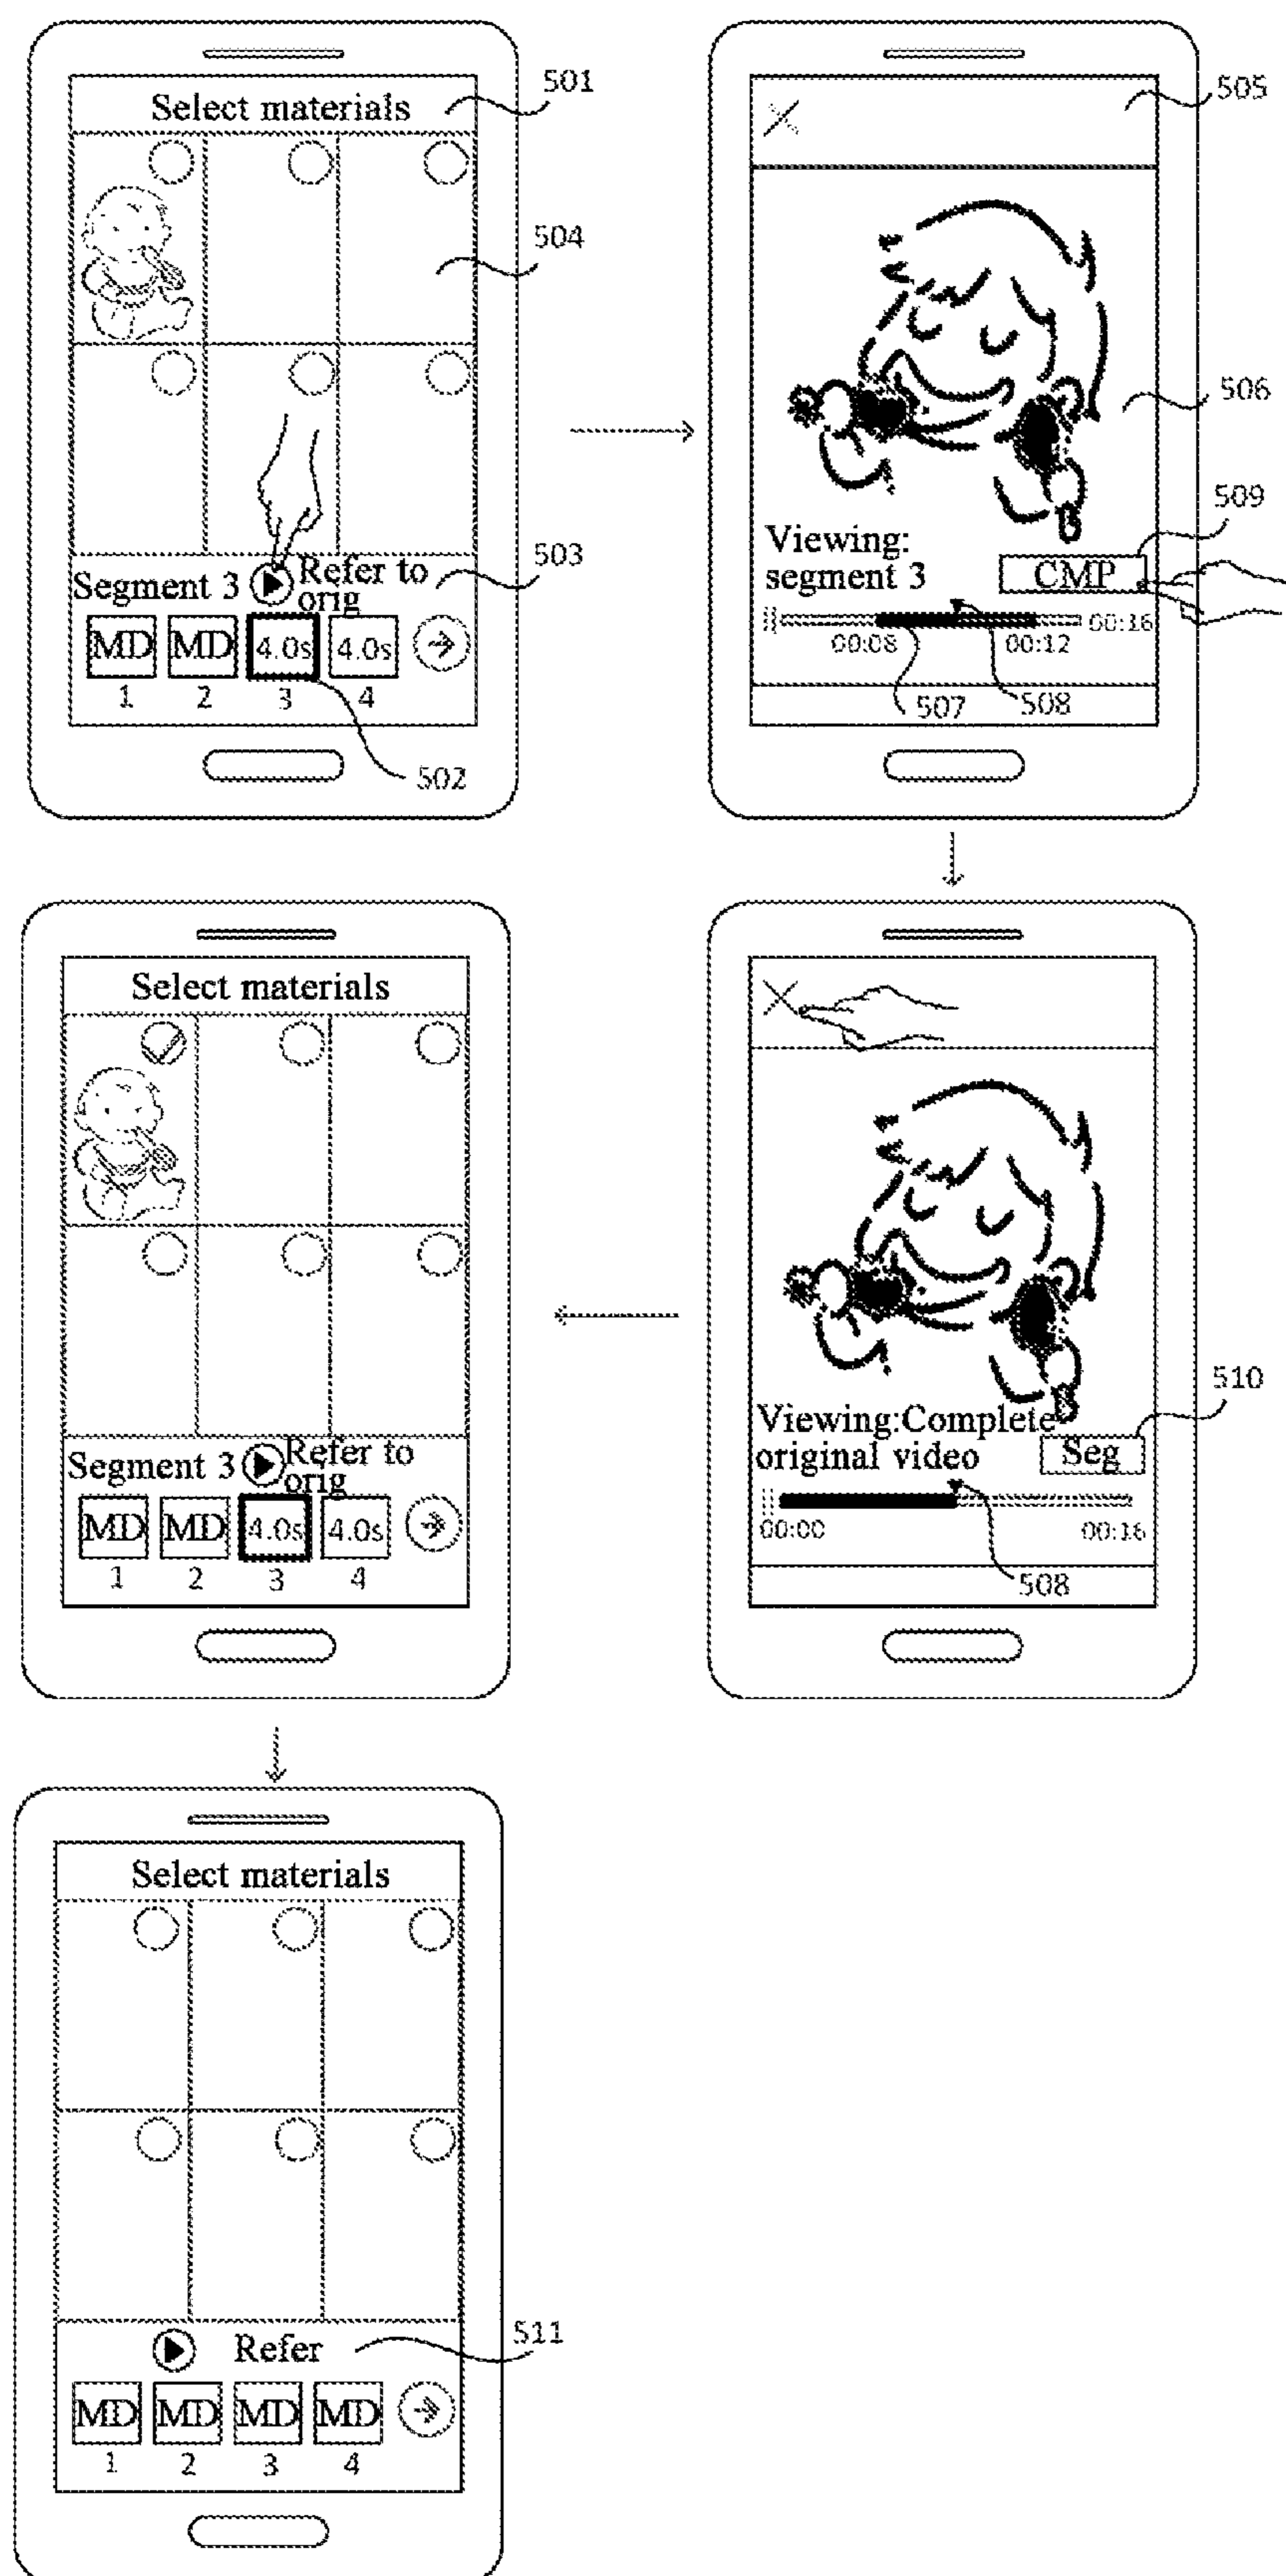 Select materials
501
504
Segment 3 Refer to
orig
503
MD MD 4.0s 4.0s
1 2 3 4
502
505
506
509
Viewing:
segment 3 CMP
00:16
00:08 00:12
507 508
Select materials
Segment 3 Refer to
orig
MD MD 4.0s 4.0s
1 2 3 4
Viewing:Complete
original video Seg
510
00:00 00:16
508
Select materials
Refer
511
MD MD MD MD
1 2 3 4